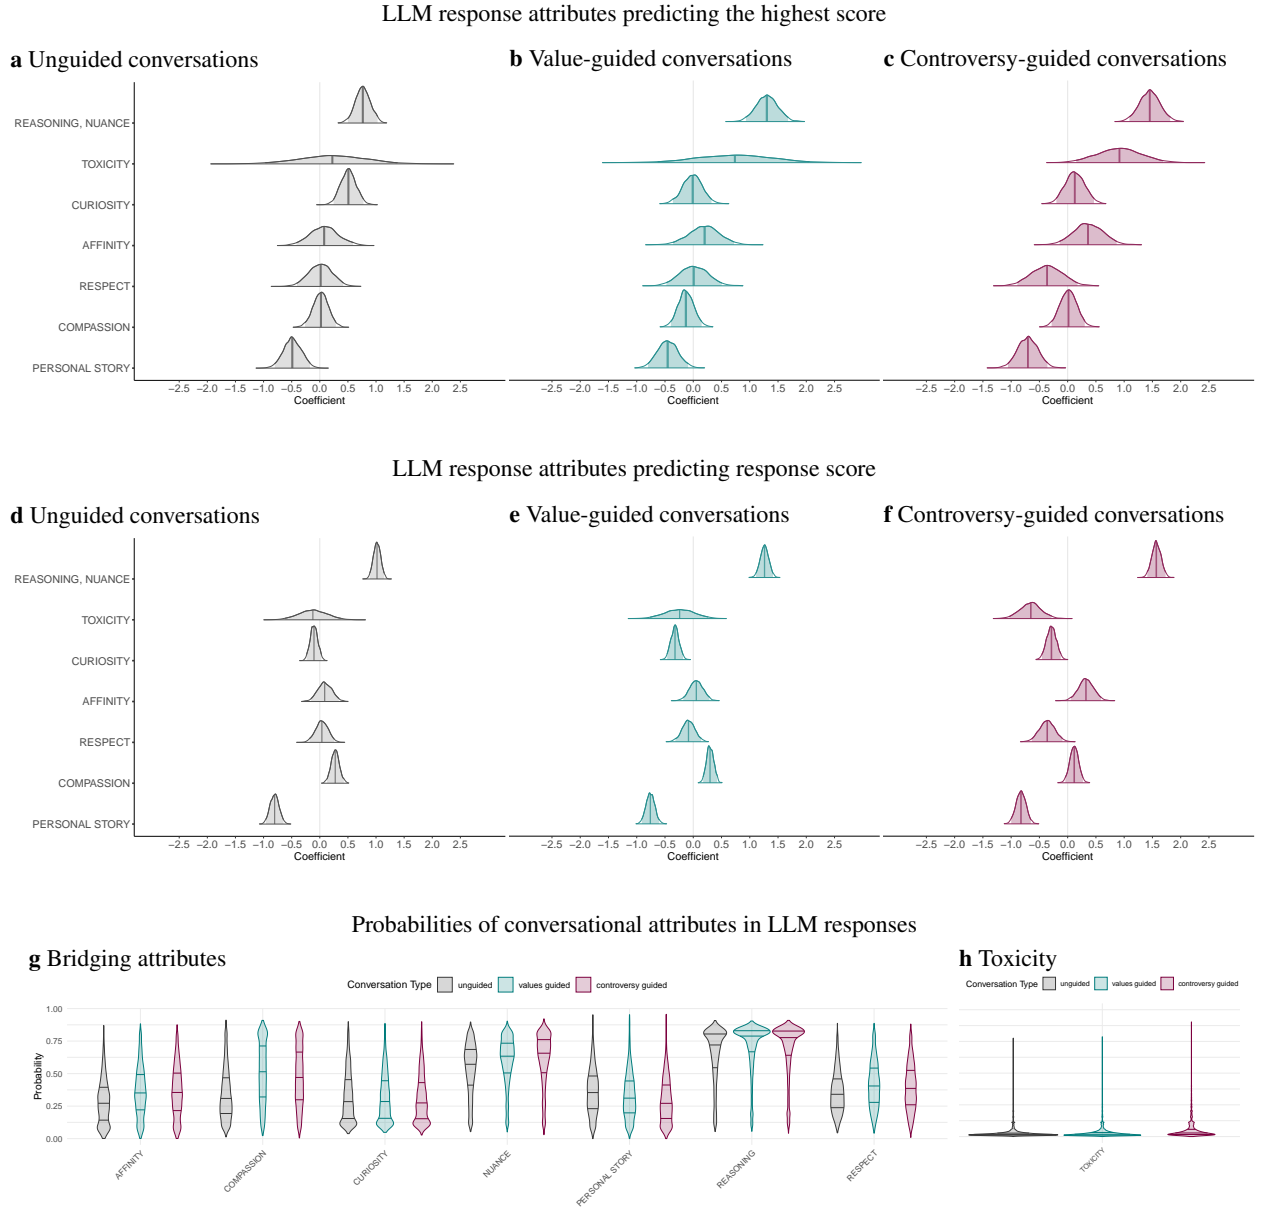 LLM response attributes predicting the highest score
a Unguided conversations
b Value-guided conversations
c Controversy-guided conversations
REASONING, NUANCE
TOXICITY
CURIOSITY
AFFINITY
RESPECT
COMPASSION
PERSONAL STORY
−2.5 −2.0 −1.5 −1.0 −0.5 0.0 0.5 1.0 1.5 2.0 2.5
−2.5 −2.0 −1.5 −1.0 −0.5 0.0 0.5 1.0 1.5 2.0 2.5
−2.5 −2.0 −1.5 −1.0 −0.5 0.0 0.5 1.0 1.5 2.0 2.5
Coefficient
Coefficient
Coefficient
LLM response attributes predicting response score
d Unguided conversations
e Value-guided conversations
f Controversy-guided conversations
REASONING, NUANCE
TOXICITY
CURIOSITY
AFFINITY
RESPECT
COMPASSION
PERSONAL STORY
−2.5 −2.0 −1.5 −1.0 −0.5 0.0 0.5 1.0 1.5 2.0 2.5
−2.5 −2.0 −1.5 −1.0 −0.5 0.0 0.5 1.0 1.5 2.0 2.5
−2.5 −2.0 −1.5 −1.0 −0.5 0.0 0.5 1.0 1.5 2.0 2.5
Coefficient
Coefficient
Coefficient
Probabilities of conversational attributes in LLM responses
g Bridging attributes
Conversation Type unguided values guided controversy guided
Probability
1.00
0.75
0.50
0.25
0.00
AFFINITY
COMPASSION
CURIOSITY
NUANCE
PERSONAL STORY
REASONING
RESPECT
h Toxicity
Conversation Type unguided values guided controversy guided
TOXICITY